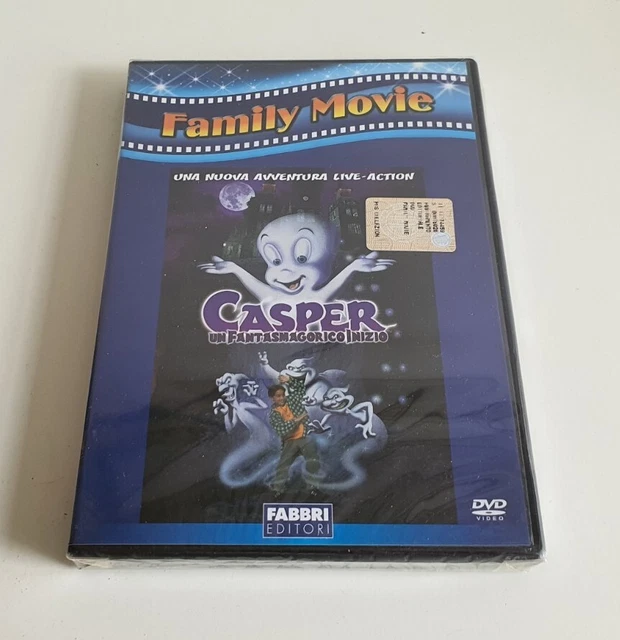 Family Movie
UNA NUOVA AVVENTURA LIVE-ACTION
CASPER
UN FANTASMAGORICO INIZIO
FABBRI
EDITORI
DVD
VIDEO